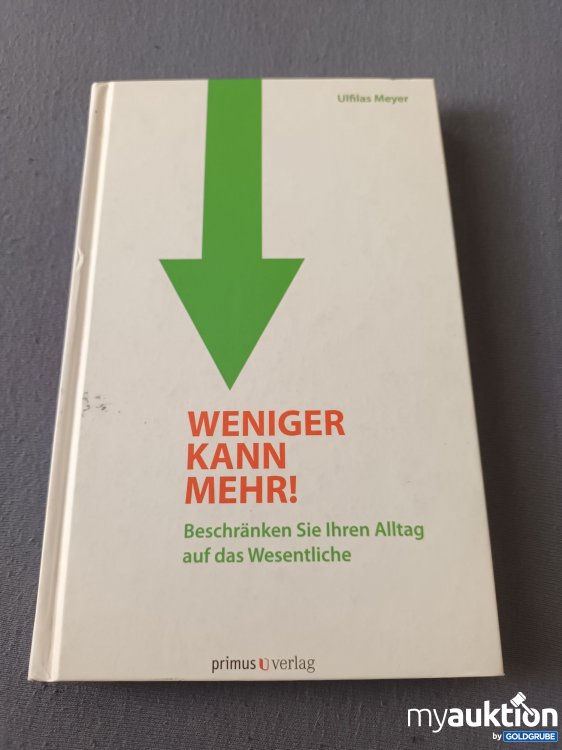 Ulfilas Meyer
WENIGER
KANN
MEHR!
Beschränken Sie Ihren Alltag
auf das Wesentliche
primus verlag
myauktion
by GOLDGRUBE